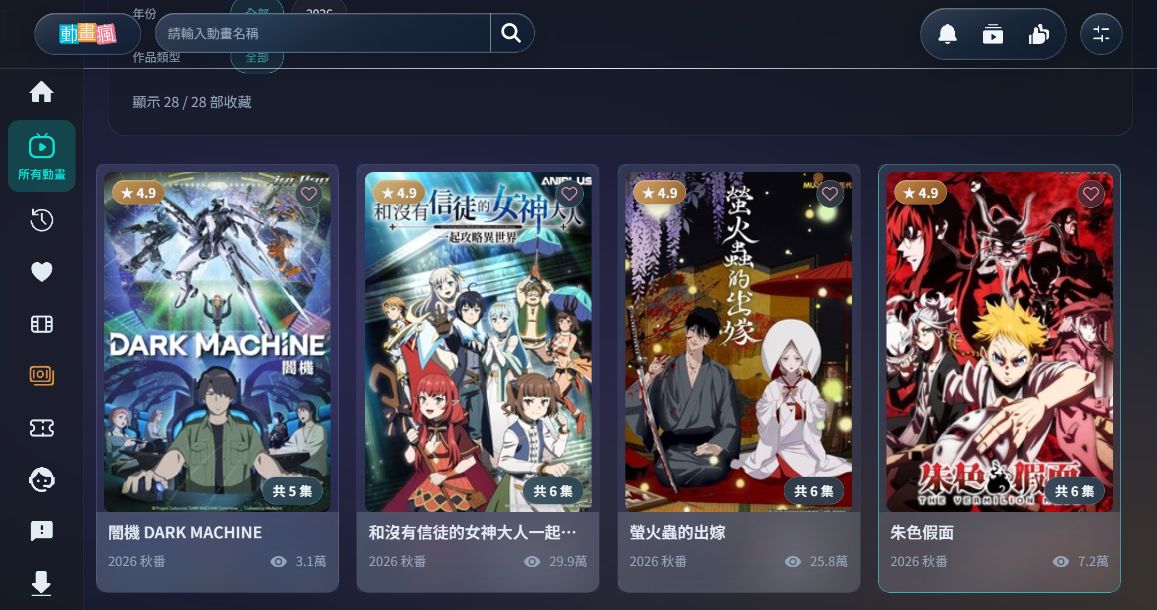 年份
全部
2026
動畫瘋
請輸入動畫名稱
作品類型
全部
顯示 28 / 28 部收藏
所有動畫
★ 4.9
DARK MACHINE
闇機
共 5 集
闇機 DARK MACHINE
2026 秋番
3.1萬
★ 4.9
ANIPLUS
和沒有信徒的女神大人
一起攻略異世界
共 6 集
和沒有信徒的女神大人一起…
2026 秋番
29.9萬
★ 4.9
螢火蟲的出嫁
共 6 集
螢火蟲的出嫁
2026 秋番
25.8萬
★ 4.9
朱色假面
THE VERMILION M
共 6 集
朱色假面
2026 秋番
7.2萬